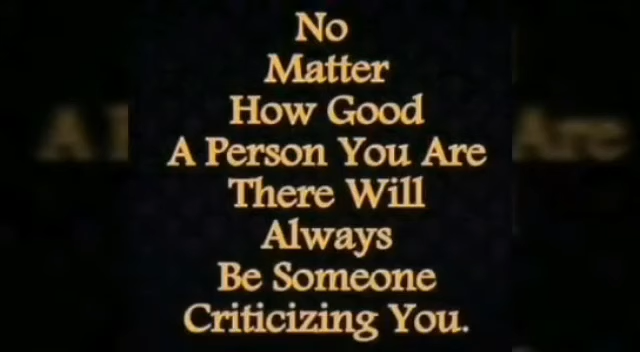 No
Matter
How Good
A Person You Are
There Will
Always
Be Someone
Criticizing You.